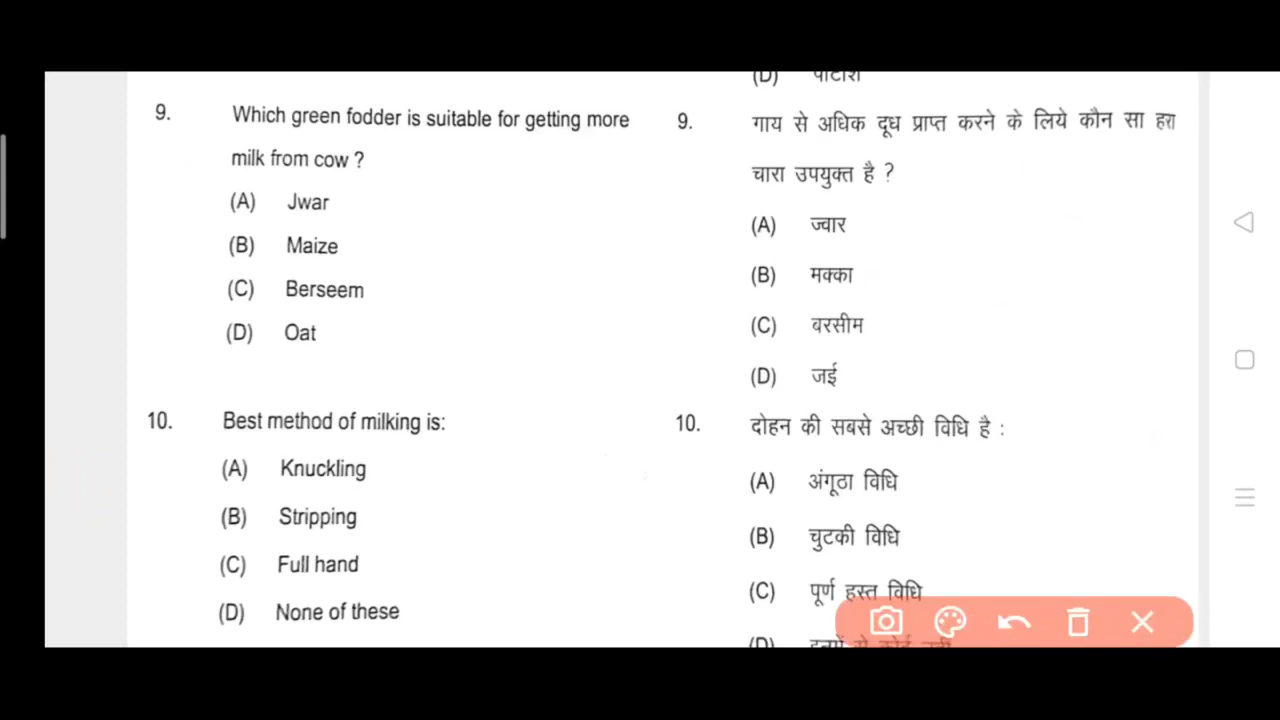 9. Which green fodder is suitable for getting more
milk from cow ?
(A) Jwar
(B) Maize
(C) Berseem
(D) Oat
10. Best method of milking is:
(A) Knuckling
(B) Stripping
(C) Full hand
(D) None of these
(D) पोटाश
9. गाय से अधिक दूध प्राप्त करने के लिये कौन सा हरा
चारा उपयुक्त है ?
(A) ज्वार
(B) मक्का
(C) बरसीम
(D) जई
10. दोहन की सबसे अच्छी विधि है :
(A) अंगूठा विधि
(B) चुटकी विधि
(C) पूर्ण हस्त विधि
(D) इनमें से कोई नहीं